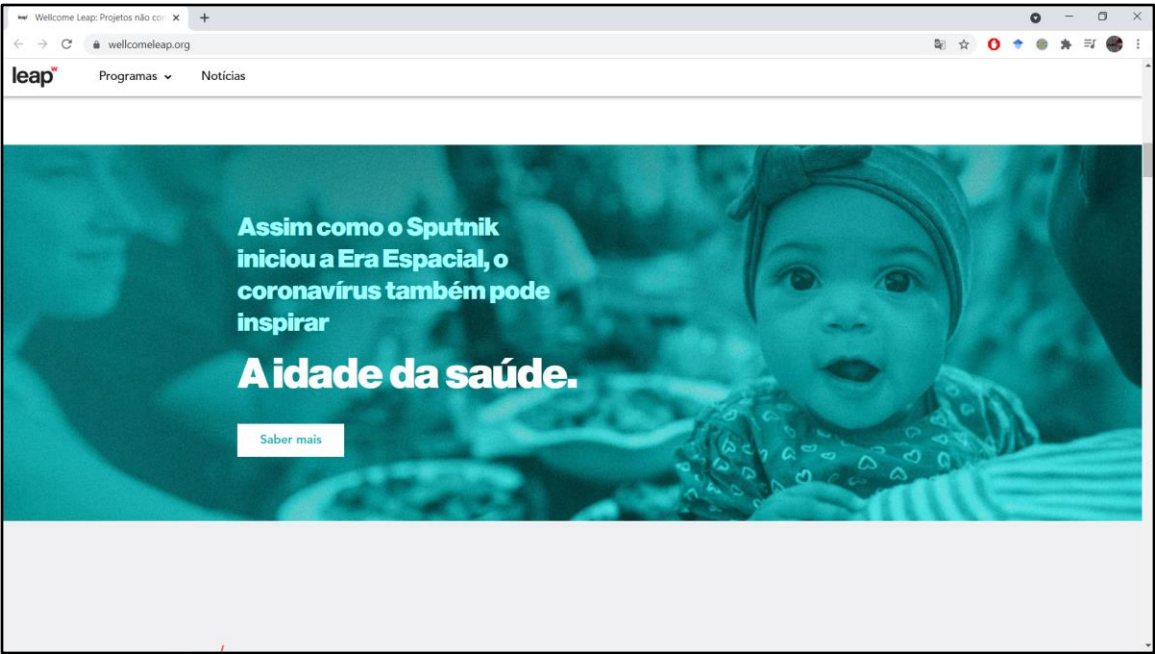 Wellcome Leap: Projetos não con
wellcomeleap.org
leap
Programas
Notícias
Assim como o Sputnik
iniciou a Era Espacial, o
coronavírus também pode
inspirar
A idade da saúde.
Saber mais